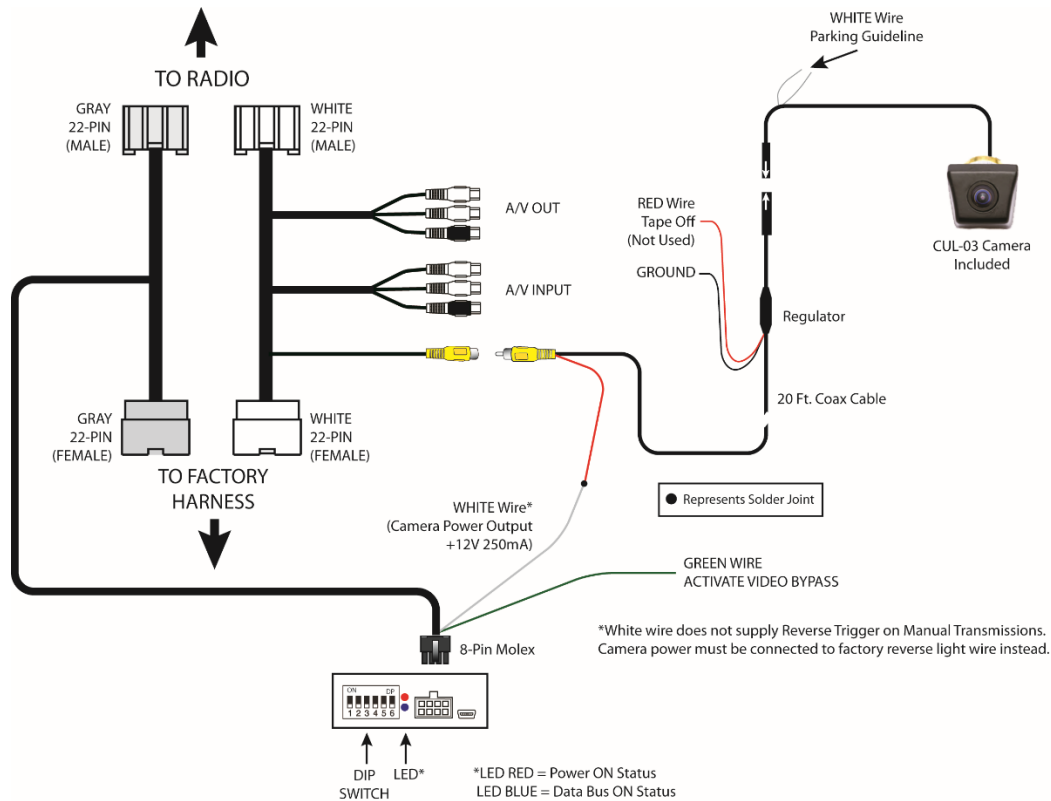 WHITE Wire
Parking Guideline
TO RADIO
GRAY
22-PIN
(MALE)
WHITE
22-PIN
(MALE)
A/V OUT
A/V INPUT
RED Wire
Tape Off
(Not Used)
GROUND
CUL-03 Camera
Included
Regulator
20 Ft. Coax Cable
GRAY
22-PIN
(FEMALE)
WHITE
22-PIN
(FEMALE)
TO FACTORY
HARNESS
WHITE Wire*
(Camera Power Output
+12V 250mA)
Represents Solder Joint
GREEN WIRE
ACTIVATE VIDEO BYPASS
*White wire does not supply Reverse Trigger on Manual Transmissions.
Camera power must be connected to factory reverse light wire instead.
8-Pin Molex
ON DP
1 2 3 4 5 6
DIP
SWITCH
LED*
*LED RED = Power ON Status
LED BLUE = Data Bus ON Status